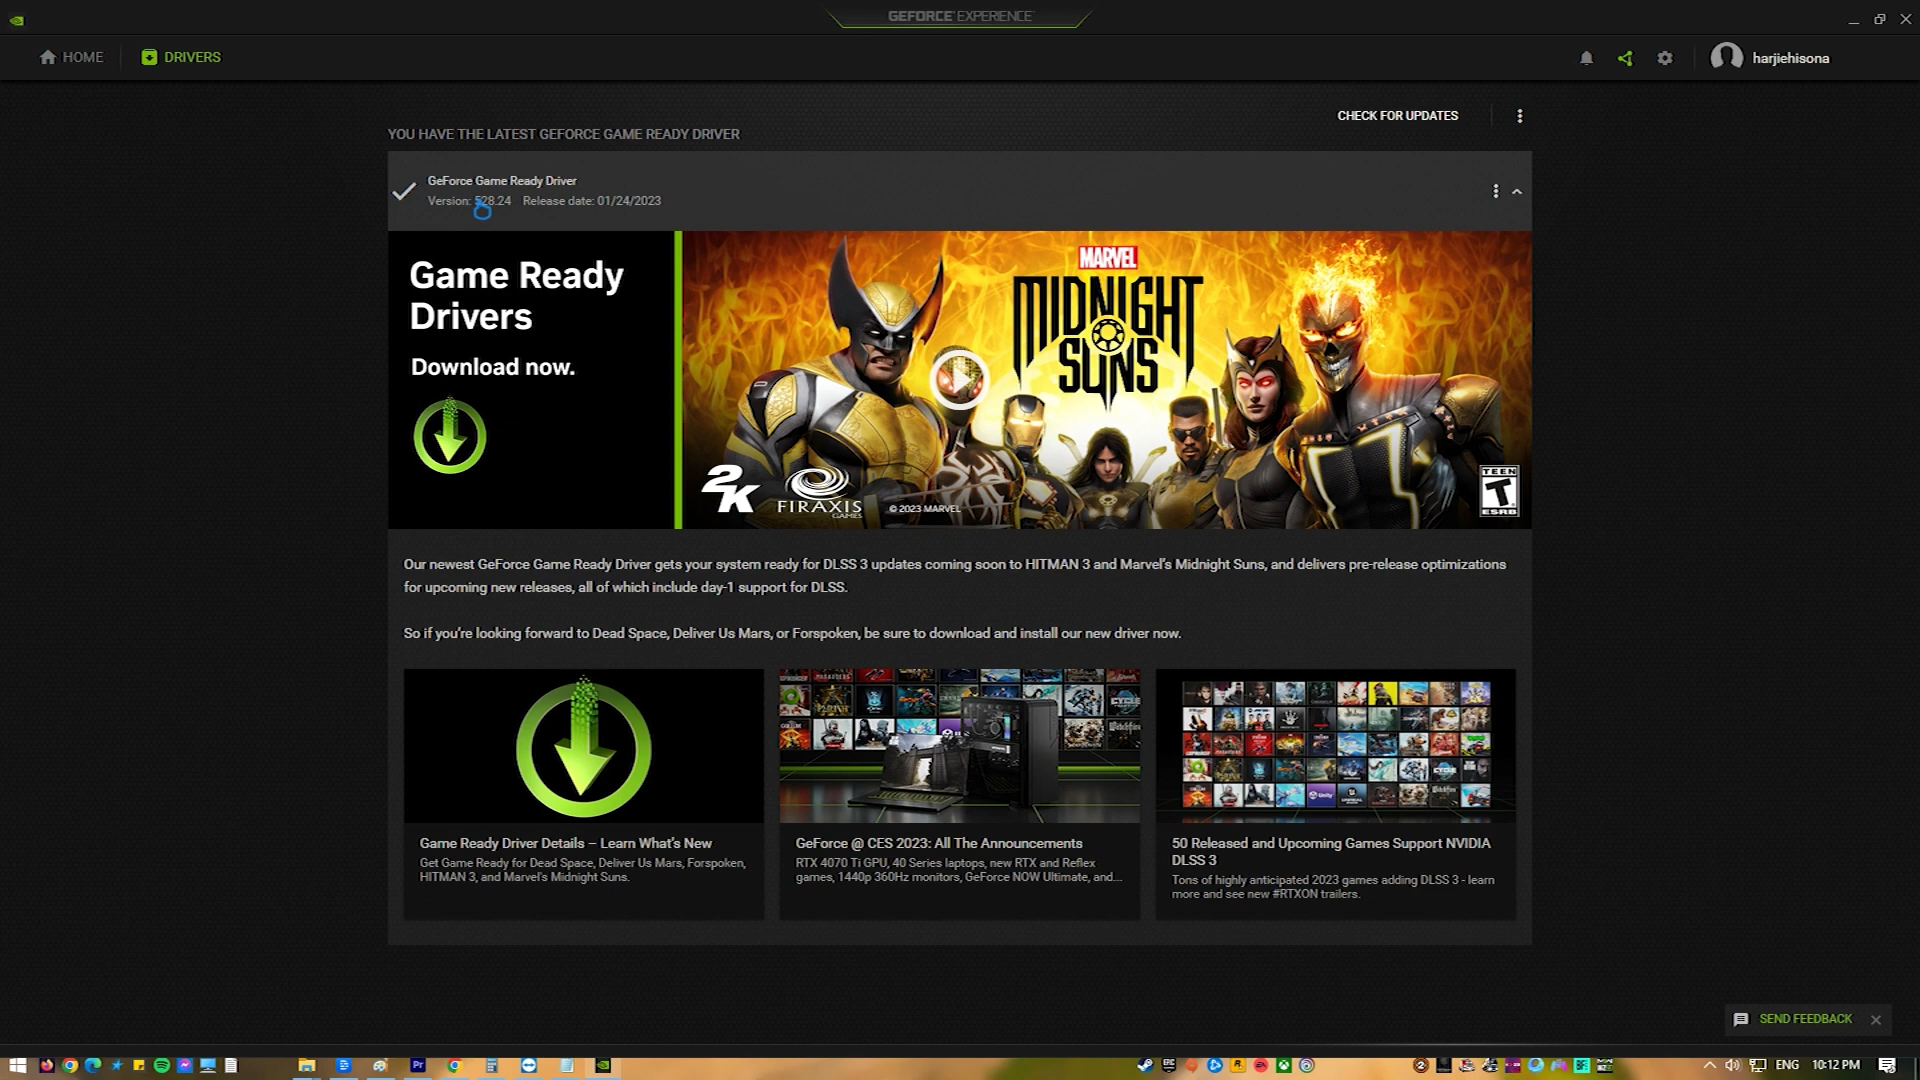 GEFORCE EXPERIENCE
HOME
DRIVERS
harjiehisona
CHECK FOR UPDATES
YOU HAVE THE LATEST GEFORCE GAME READY DRIVER
GeForce Game Ready Driver
Version: 528.24 Release date: 01/24/2023
Game Ready
Drivers
Download now.
MARVEL
MIDNIGHT
SUNS
2K
FIRAXIS
GAMES
© 2023 MARVEL
TEEN
T
ESRB
Our newest GeForce Game Ready Driver gets your system ready for DLSS 3 updates coming soon to HITMAN 3 and Marvel's Midnight Suns, and delivers pre-release optimizations
for upcoming new releases, all of which include day-1 support for DLSS.
So if you're looking forward to Dead Space, Deliver Us Mars, or Forspoken, be sure to download and install our new driver now.
Game Ready Driver Details – Learn What's New
Get Game Ready for Dead Space, Deliver Us Mars, Forspoken,
HITMAN 3, and Marvel's Midnight Suns.
GeForce @ CES 2023: All The Announcements
RTX 4070 Ti GPU, 40 Series laptops, new RTX and Reflex
games, 1440p 360Hz monitors, GeForce NOW Ultimate, and...
50 Released and Upcoming Games Support NVIDIA
DLSS 3
Tons of highly anticipated 2023 games adding DLSS 3 - learn
more and see new #RTXON trailers.
SEND FEEDBACK
Pr
ENG
10:12 PM